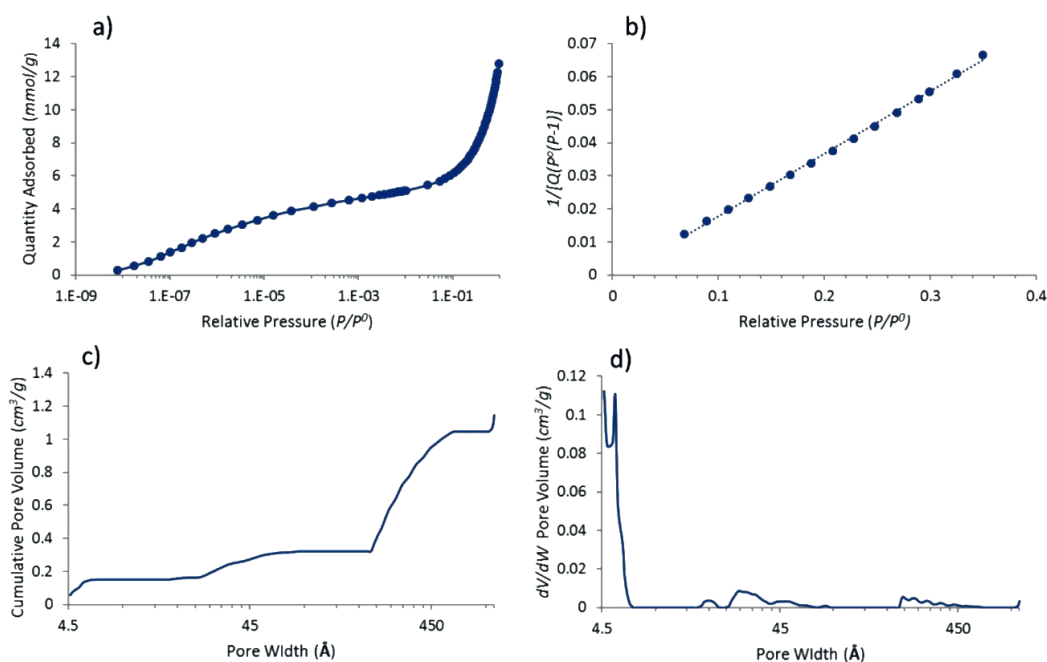 a)
Quantity Adsorbed (mmol/g)
14
12
10
8
6
4
2
0
1.E-09 1.E-07 1.E-05 1.E-03 1.E-01
Relative Pressure (P/P⁰)
b)
1/[Q(P⁰(P-1)]
0.07
0.06
0.05
0.04
0.03
0.02
0.01
0
0 0.1 0.2 0.3 0.4
Relative Pressure (P/P⁰)
c)
Cumulative Pore Volume (cm³/g)
1.4
1.2
1
0.8
0.6
0.4
0.2
0
4.5 45 450
Pore WIdth (Å)
d)
dV/dW Pore Volume (cm³/g)
0.12
0.1
0.08
0.06
0.04
0.02
0
4.5 45 450
Pore WIdth (Å)